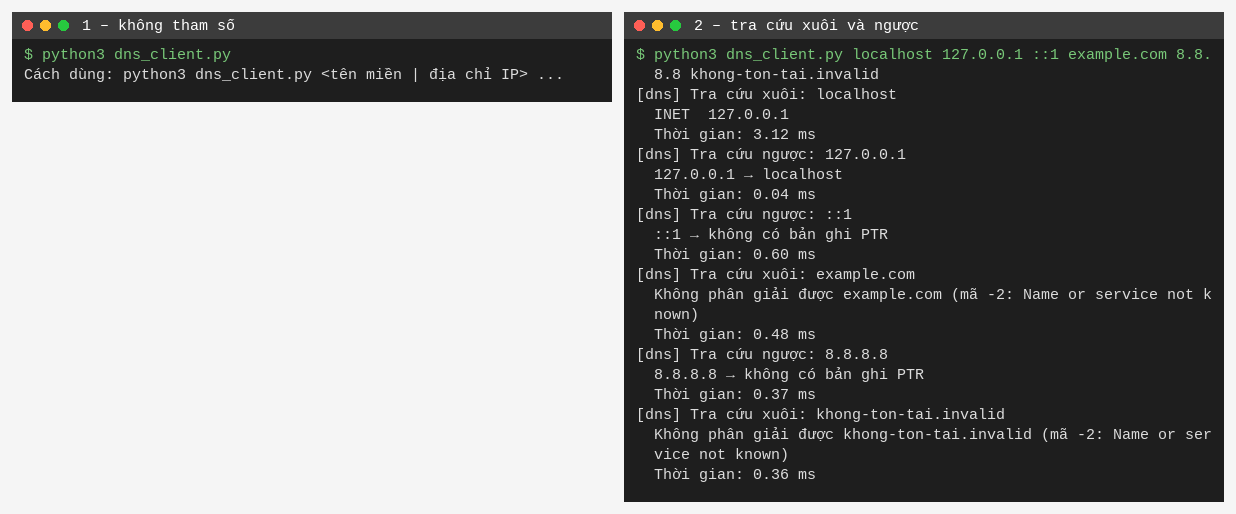 1 – không tham số
$ python3 dns_client.py
Cách dùng: python3 dns_client.py <tên miền | địa chỉ IP> ...
2 – tra cứu xuôi và ngược
$ python3 dns_client.py localhost 127.0.0.1 ::1 example.com 8.8.
8.8 khong-ton-tai.invalid
[dns] Tra cứu xuôi: localhost
INET  127.0.0.1
Thời gian: 3.12 ms
[dns] Tra cứu ngược: 127.0.0.1
127.0.0.1 → localhost
Thời gian: 0.04 ms
[dns] Tra cứu ngược: ::1
::1 → không có bản ghi PTR
Thời gian: 0.60 ms
[dns] Tra cứu xuôi: example.com
Không phân giải được example.com (mã -2: Name or service not k
nown)
Thời gian: 0.48 ms
[dns] Tra cứu ngược: 8.8.8.8
8.8.8.8 → không có bản ghi PTR
Thời gian: 0.37 ms
[dns] Tra cứu xuôi: khong-ton-tai.invalid
Không phân giải được khong-ton-tai.invalid (mã -2: Name or ser
vice not known)
Thời gian: 0.36 ms